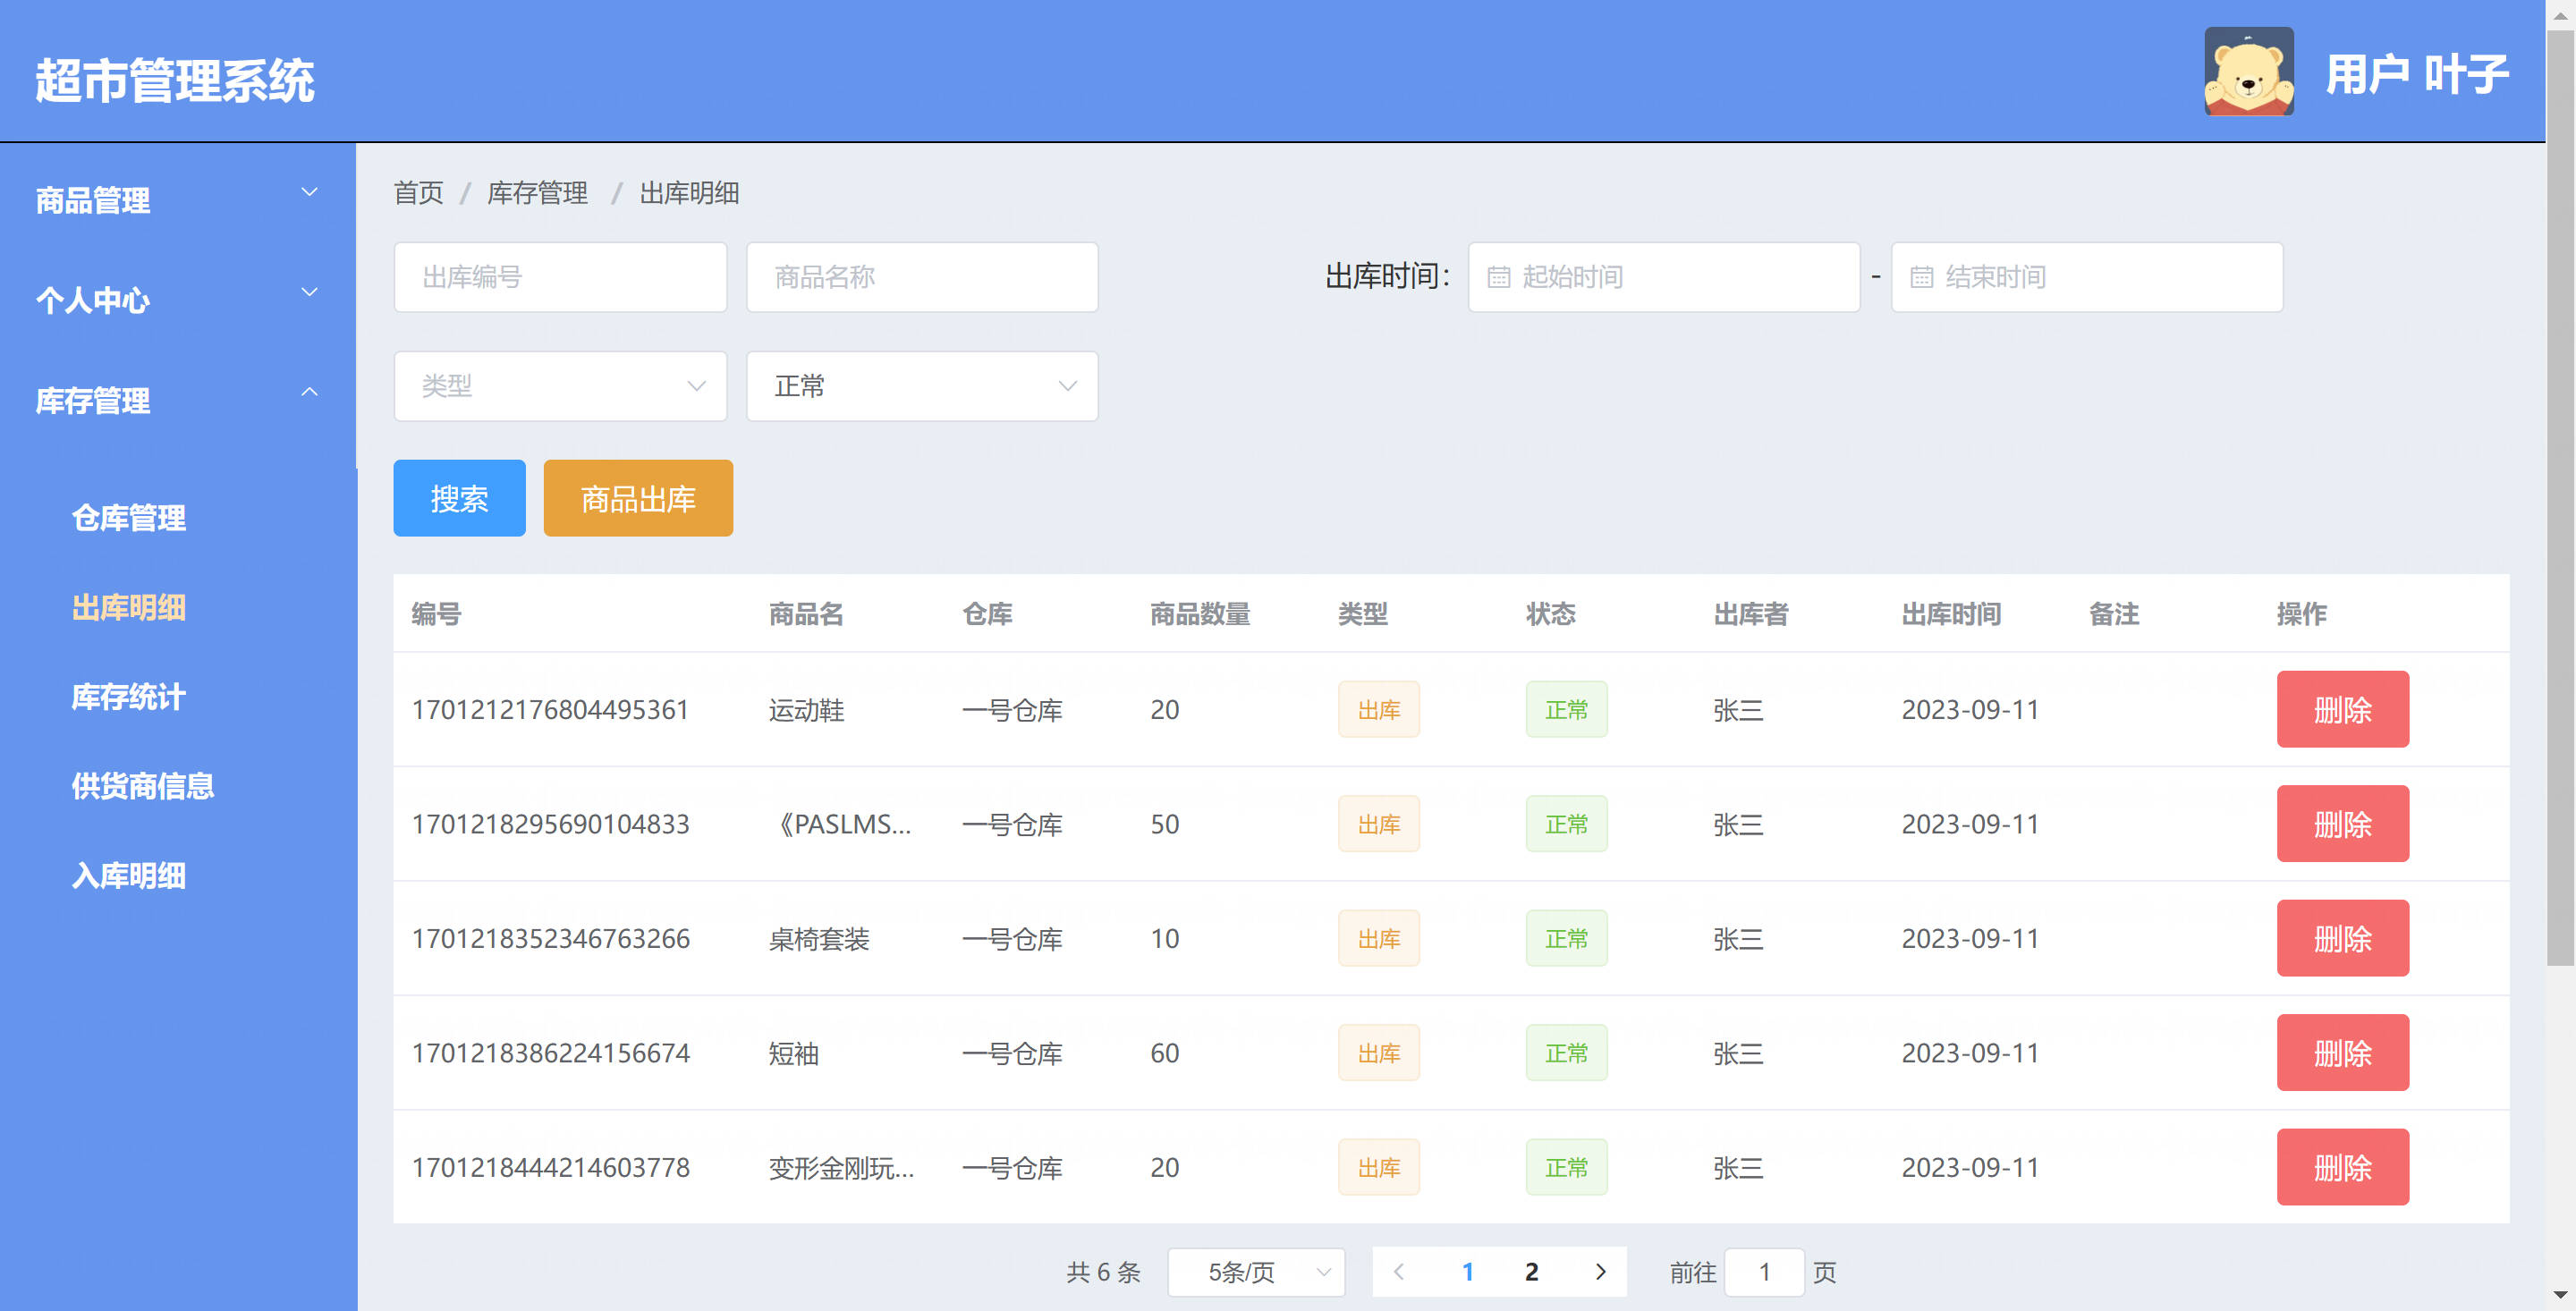 超市管理系统
用户 叶子
商品管理
个人中心
库存管理
仓库管理
出库明细
库存统计
供货商信息
入库明细
首页 / 库存管理 / 出库明细
出库编号 商品名称 出库时间： 起始时间 - 结束时间
类型 正常
搜索 商品出库
编号 商品名 仓库 商品数量 类型 状态 出库者 出库时间 备注 操作
1701212176804495361 运动鞋 一号仓库 20 出库 正常 张三 2023-09-11 删除
1701218295690104833 《PASLMS... 一号仓库 50 出库 正常 张三 2023-09-11 删除
1701218352346763266 桌椅套装 一号仓库 10 出库 正常 张三 2023-09-11 删除
1701218386224156674 短袖 一号仓库 60 出库 正常 张三 2023-09-11 删除
1701218444214603778 变形金刚玩... 一号仓库 20 出库 正常 张三 2023-09-11 删除
共 6 条 5条/页 1 2 前往 1 页